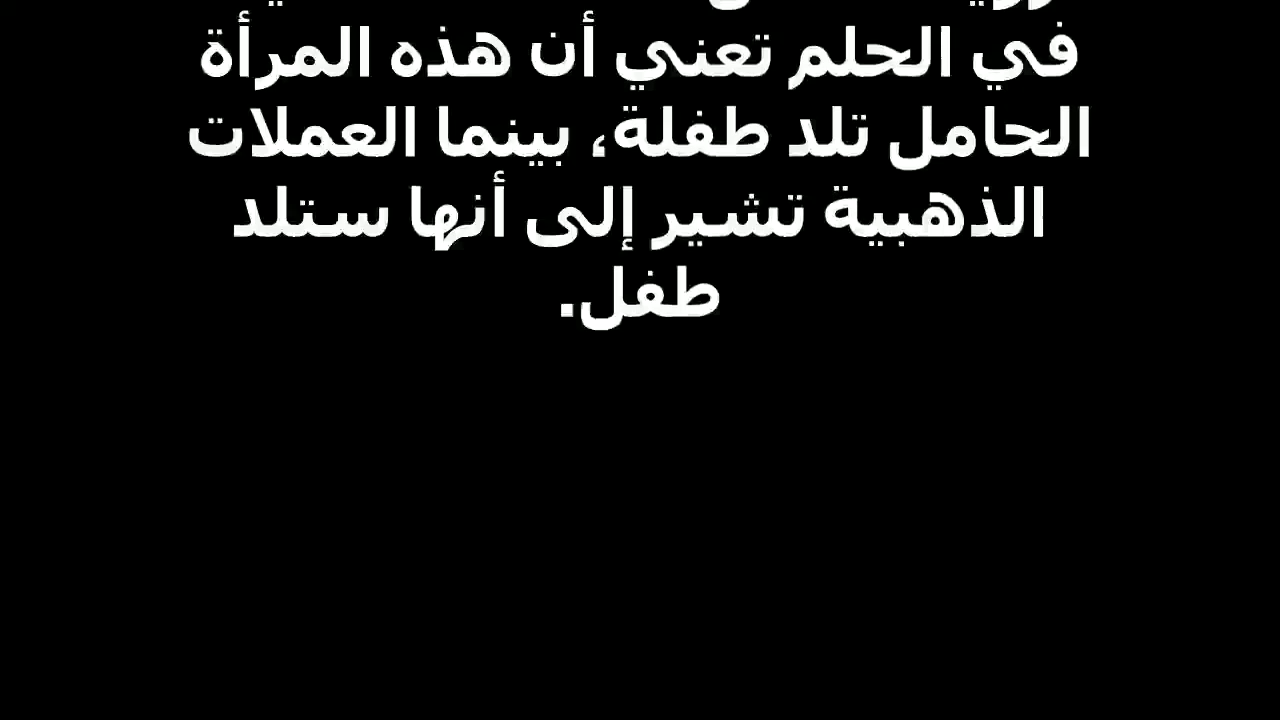 في الحلم تعني أن هذه المرأة
الحامل تلد طفلة، بينما العملات
الذهبية تشير إلى أنها ستلد
طفل.